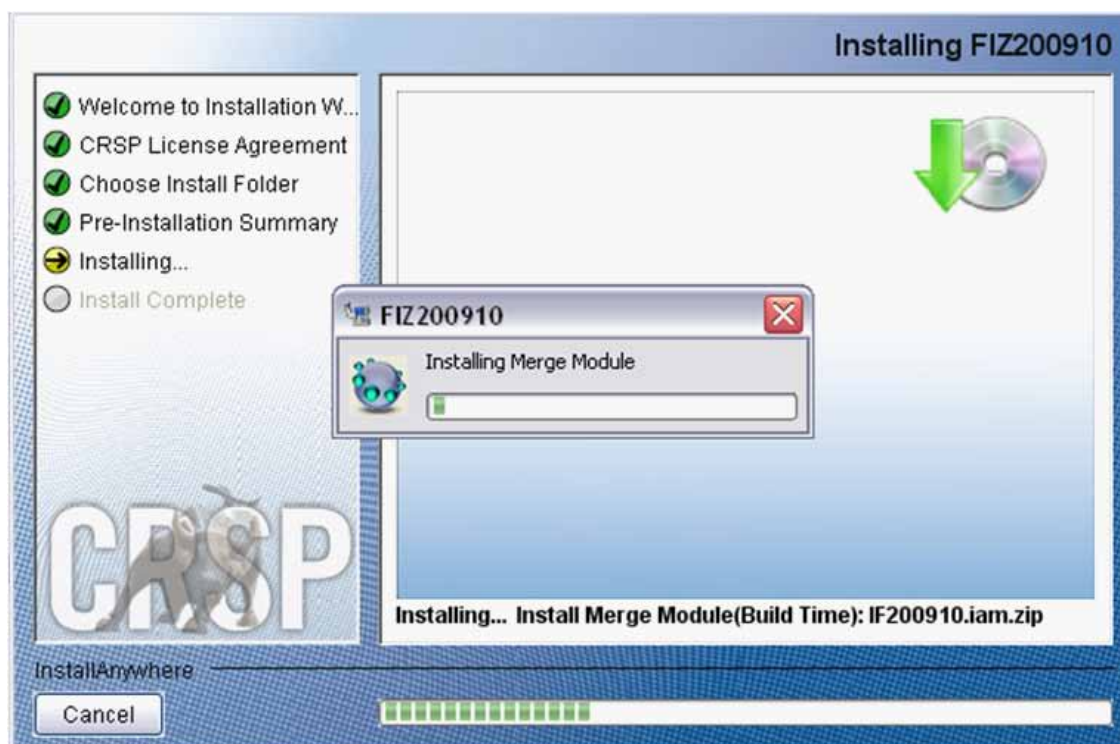 Installing FIZ200910
Welcome to Installation W...
CRSP License Agreement
Choose Install Folder
Pre-Installation Summary
Installing...
Install Complete
FIZ200910
Installing Merge Module
CRSP
Installing... Install Merge Module(Build Time): IF200910.iam.zip
InstallAnywhere
Cancel